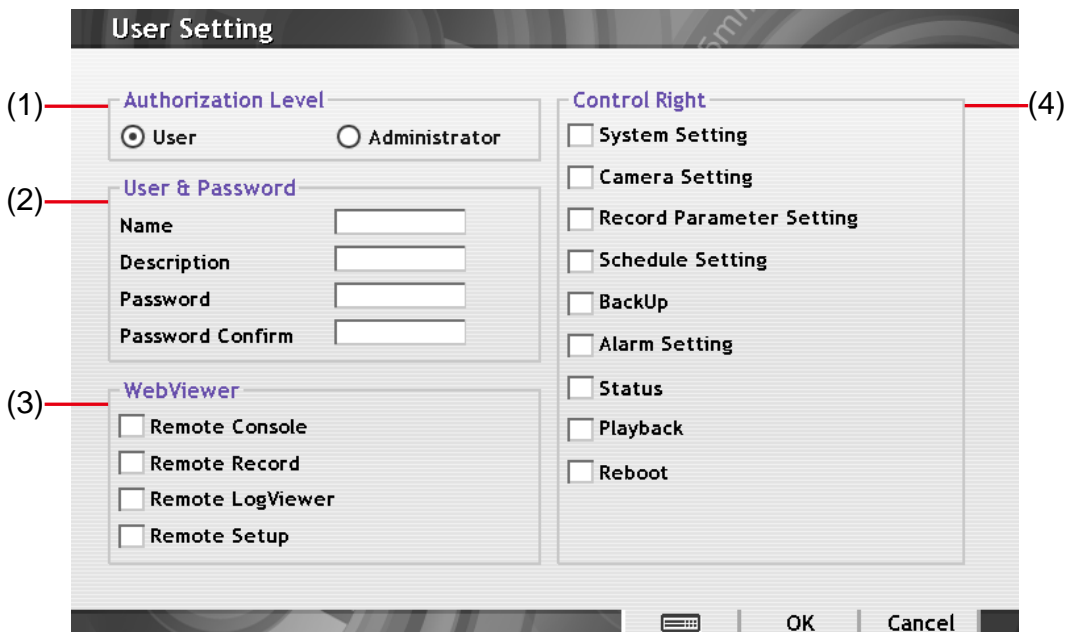 User Setting
5mm
(1)
Authorization Level
User
Administrator
(2)
User & Password
Name
Description
Password
Password Confirm
(3)
WebViewer
Remote Console
Remote Record
Remote LogViewer
Remote Setup
(4)
Control Right
System Setting
Camera Setting
Record Parameter Setting
Schedule Setting
BackUp
Alarm Setting
Status
Playback
Reboot
OK
Cancel